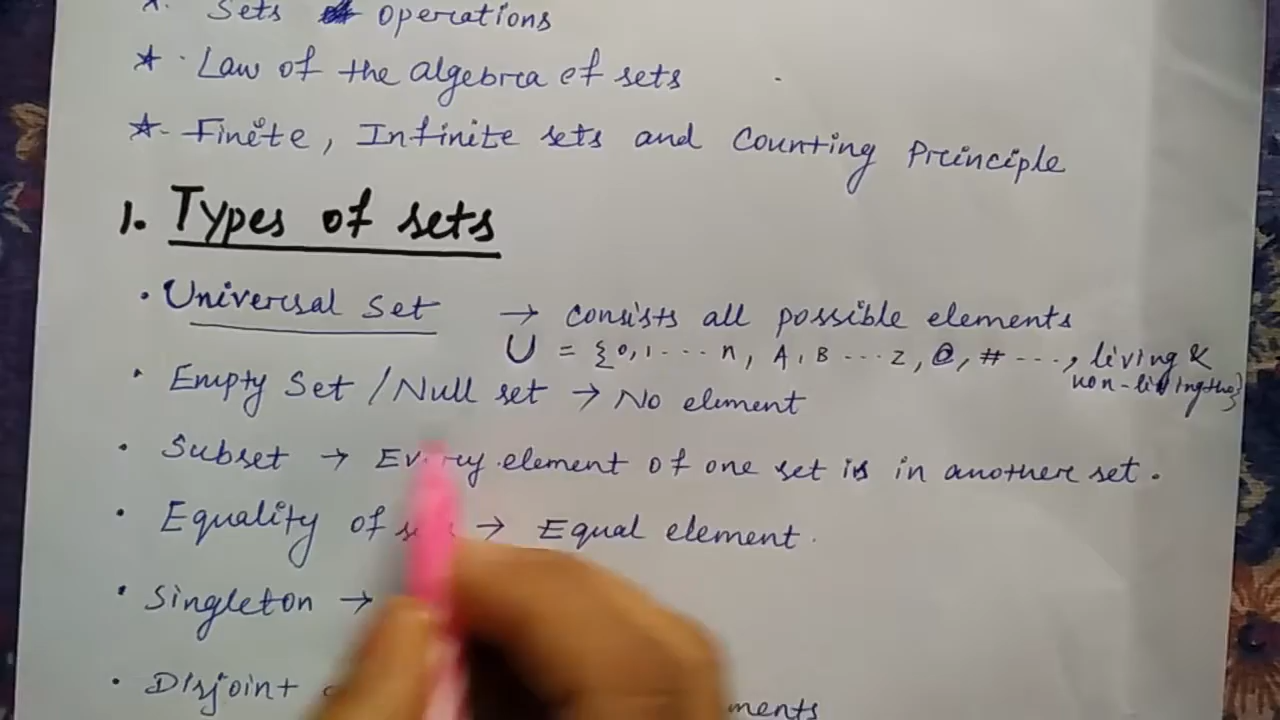 * Sets Operations
* Law of the algebra of sets
* Finite, Infinite sets and Counting Principle
1. Types of sets
• Universal Set → consists all possible elements
U = {0,1 --- n, A, B --- Z, @, # ---, living &
non-living the}
• Empty Set / Null set → No element
• Subset → Every element of one set is in another set.
• Equality of → Equal element.
• Singleton →
• Disjoint
ments